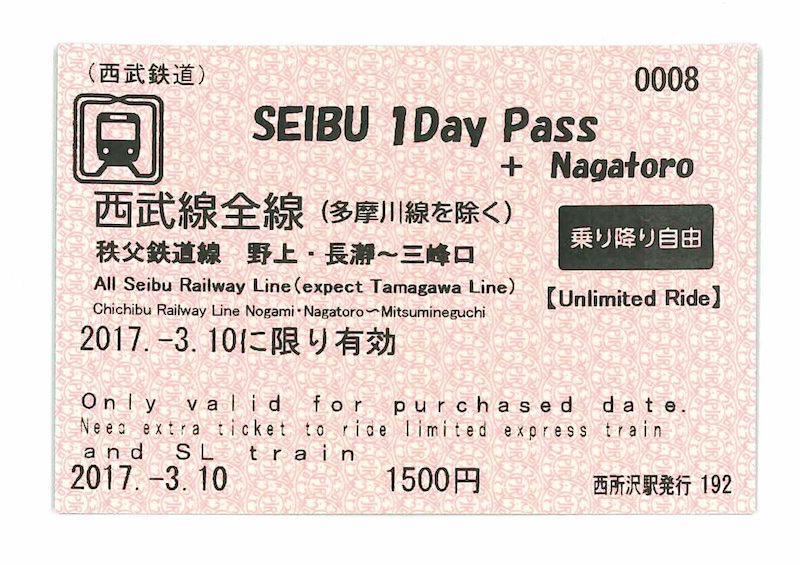 （西武鉄道）
0008
SEIBU 1Day Pass
+ Nagatoro
西武線全線（多摩川線を除く）
秩父鉄道線　野上・長瀞～三峰口
乗り降り自由
All Seibu Railway Line(expect Tamagawa Line)
【Unlimited Ride】
Chichibu Railway Line Nogami・Nagatoro～Mitsumineguchi
2017.-3.10に限り有効
Only valid for purchased date.
Need extra ticket to ride limited express train
and SL train
2017.-3.10　1500円　西所沢駅発行 192